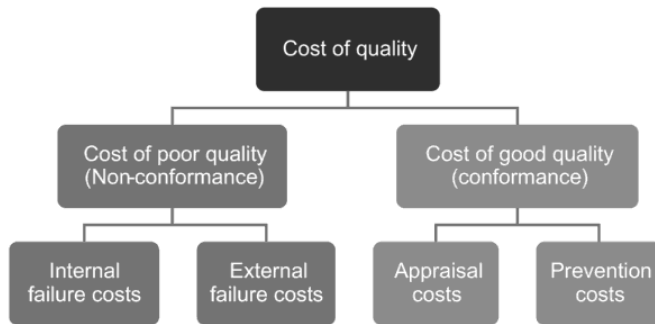 Cost of quality
Cost of poor quality
(Non-conformance)
Cost of good quality
(conformance)
Internal
failure costs
External
failure costs
Appraisal
costs
Prevention
costs